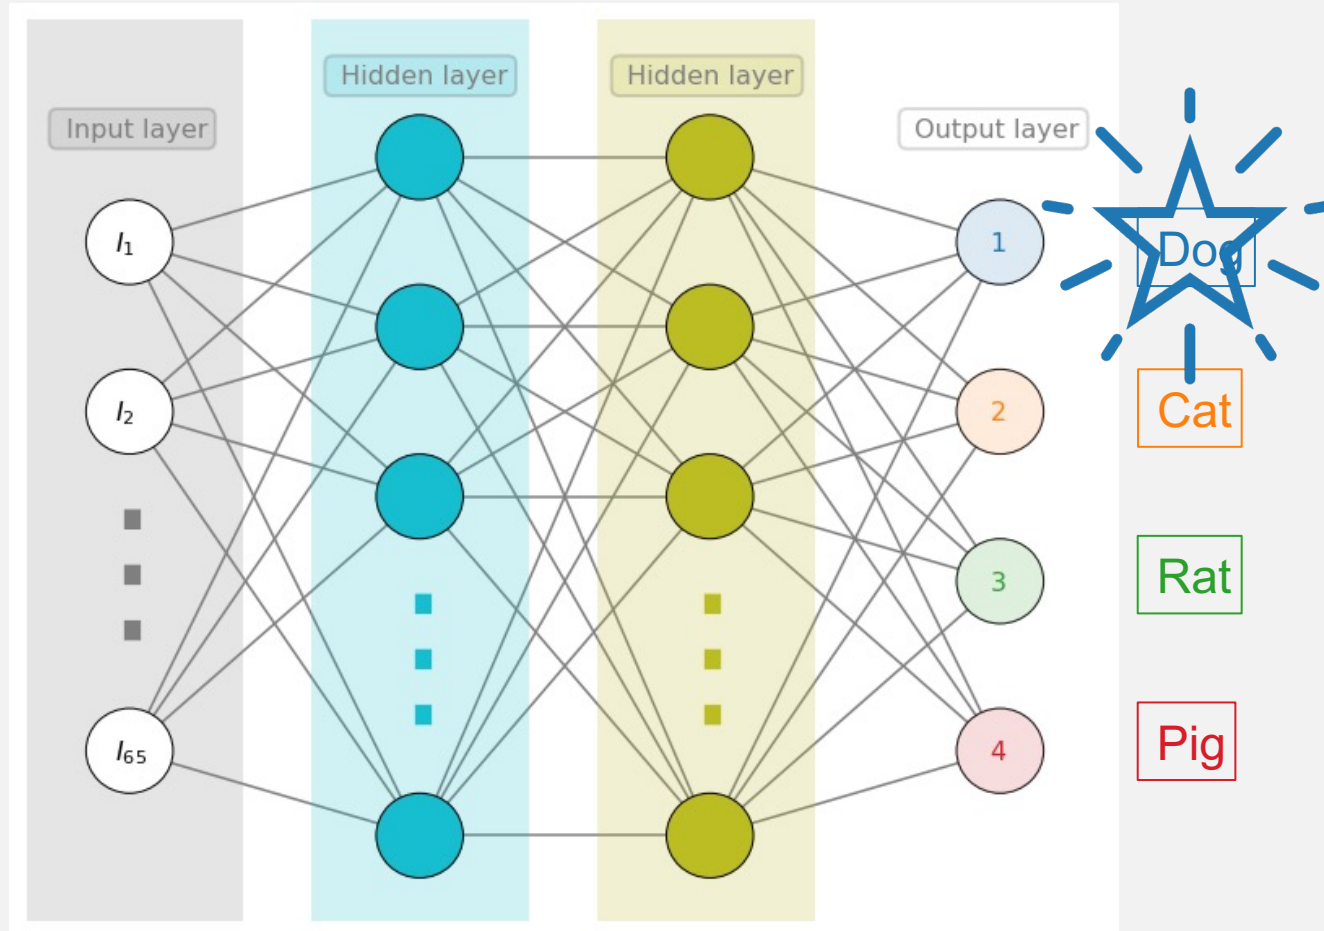 Hidden layer
Hidden layer
Input layer
Output layer
I₁
1
Dog
I₂
2
Cat
3
Rat
I₆₅
4
Pig